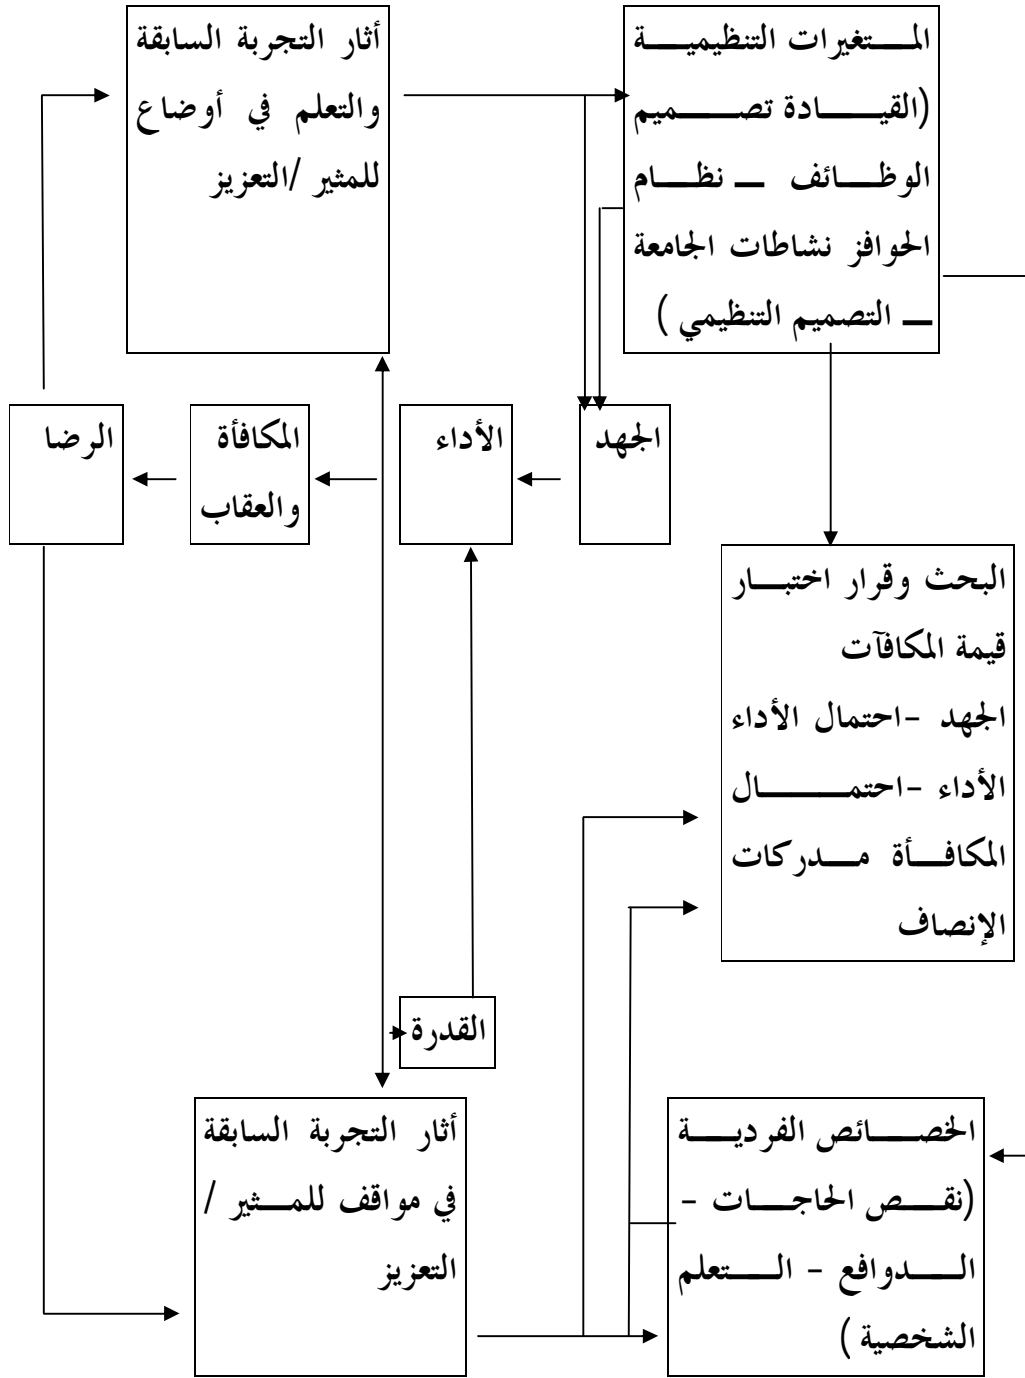 المتغيرات التنظيمية
(القيادة تصميم
الوظائف – نظام
الحوافز نشاطات الجامعة
– التصميم التنظيمي )
أثار التجربة السابقة
والتعلم في أوضاع
للمثير /التعزيز
الجهد
الأداء
المكافأة
والعقاب
الرضا
البحث وقرار اختبار
قيمة المكافآت
الجهد -احتمال الأداء
الأداء -احتمال
المكافأة مدركات
الإنصاف
القدرة
الخصائص الفردية
(نقص الحاجات -
الدوافع - التعلم
الشخصية )
أثار التجربة السابقة
في مواقف للمثير /
التعزيز